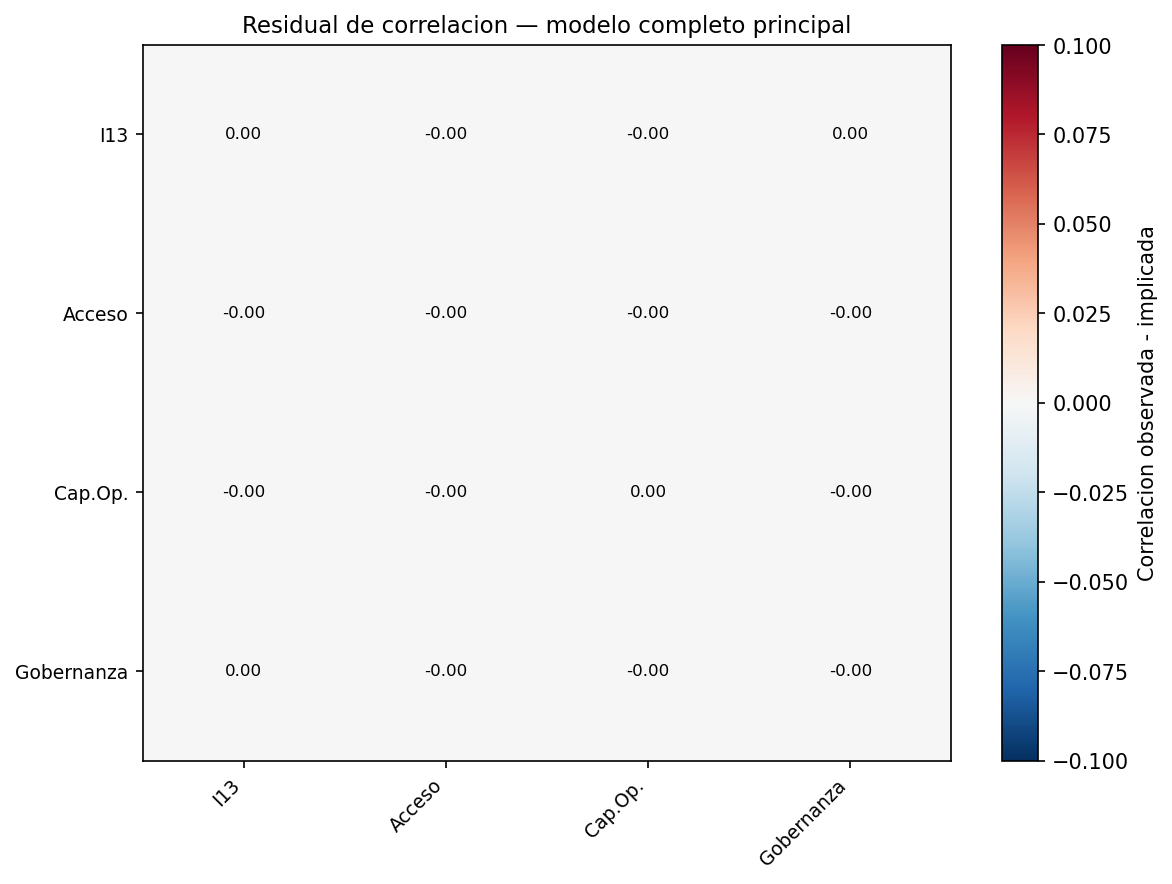 Residual de correlacion — modelo completo principal
I13 0.00 -0.00 -0.00 0.00
Acceso -0.00 -0.00 -0.00 -0.00
Cap.Op. -0.00 -0.00 0.00 -0.00
Gobernanza 0.00 -0.00 -0.00 -0.00
I13 Acceso Cap.Op. Gobernanza
0.100
0.075
0.050
0.025
0.000
−0.025
−0.050
−0.075
−0.100
Correlacion observada - implicada